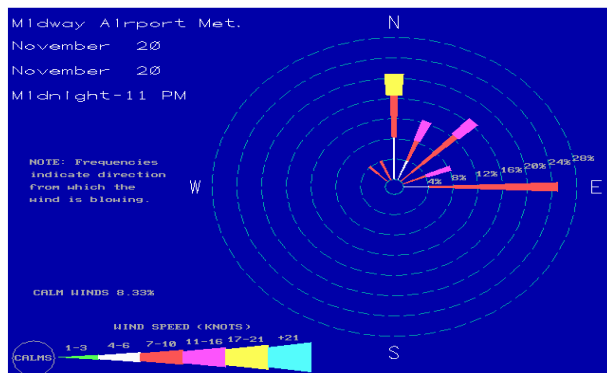 Midway Airport Met.
November 20
November 20
Midnight-11 PM
N
NOTE: Frequencies
indicate direction
from which the
wind is blowing.
W
4% 8% 12% 16% 20% 24% 28%
E
CALM WINDS 8.33%
WIND SPEED (KNOTS)
CALMS 1-3 4-6 7-10 11-16 17-21 +21
S